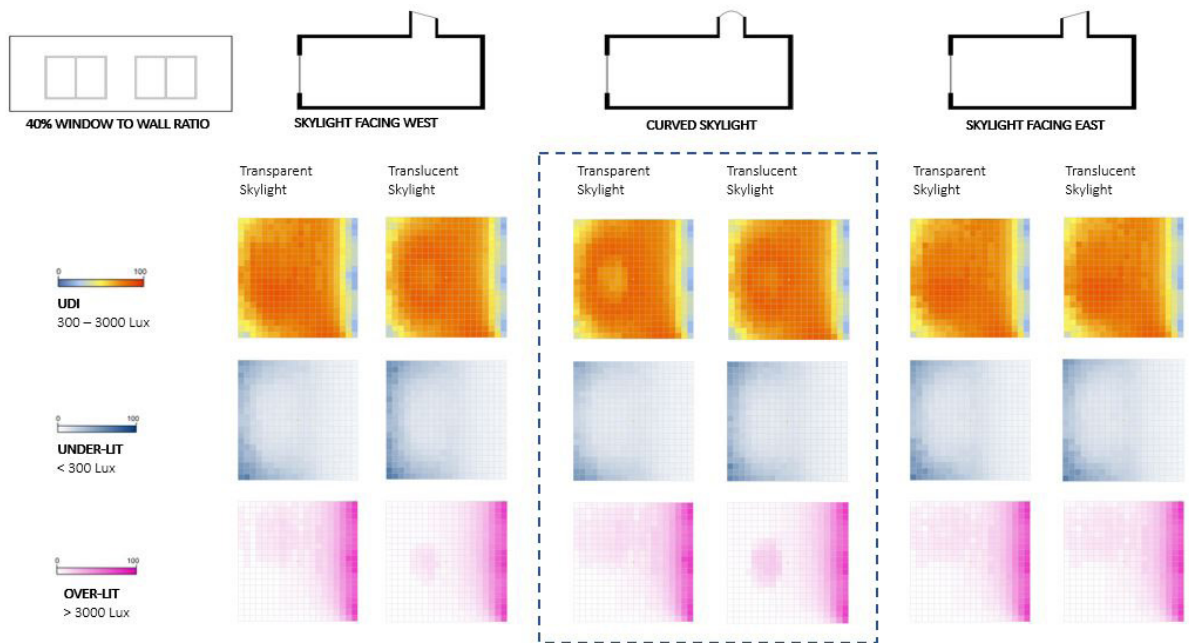 40% WINDOW TO WALL RATIO
SKYLIGHT FACING WEST
CURVED SKYLIGHT
SKYLIGHT FACING EAST
Transparent
Skylight
Translucent
Skylight
Transparent
Skylight
Translucent
Skylight
Transparent
Skylight
Translucent
Skylight
0 100
UDI
300 – 3000 Lux
0 100
UNDER-LIT
< 300 Lux
0 100
OVER-LIT
> 3000 Lux